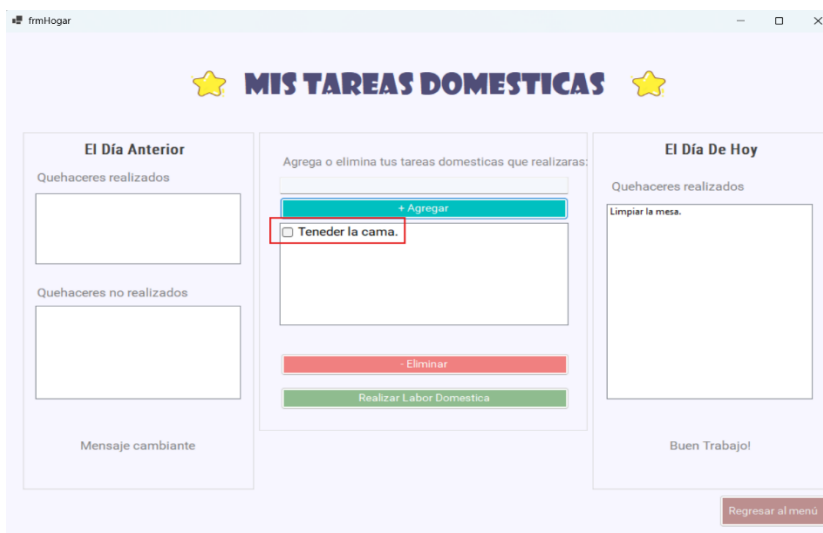 frmHogar
MIS TAREAS DOMESTICAS
El Día Anterior
Quehaceres realizados
Quehaceres no realizados
Mensaje cambiante
Agrega o elimina tus tareas domesticas que realizaras:
+ Agregar
Teneder la cama.
- Eliminar
Realizar Labor Domestica
El Día De Hoy
Quehaceres realizados
Limpiar la mesa.
Buen Trabajo!
Regresar al menú